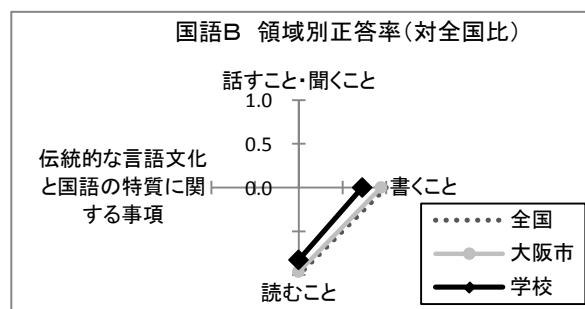 国語B 領域別正答率(対全国比)
話すこと・聞くこと
1.0
0.5
0.0
伝統的な言語文化
と国語の特質に関
する事項
書くこと
読むこと
全国
大阪市
学校